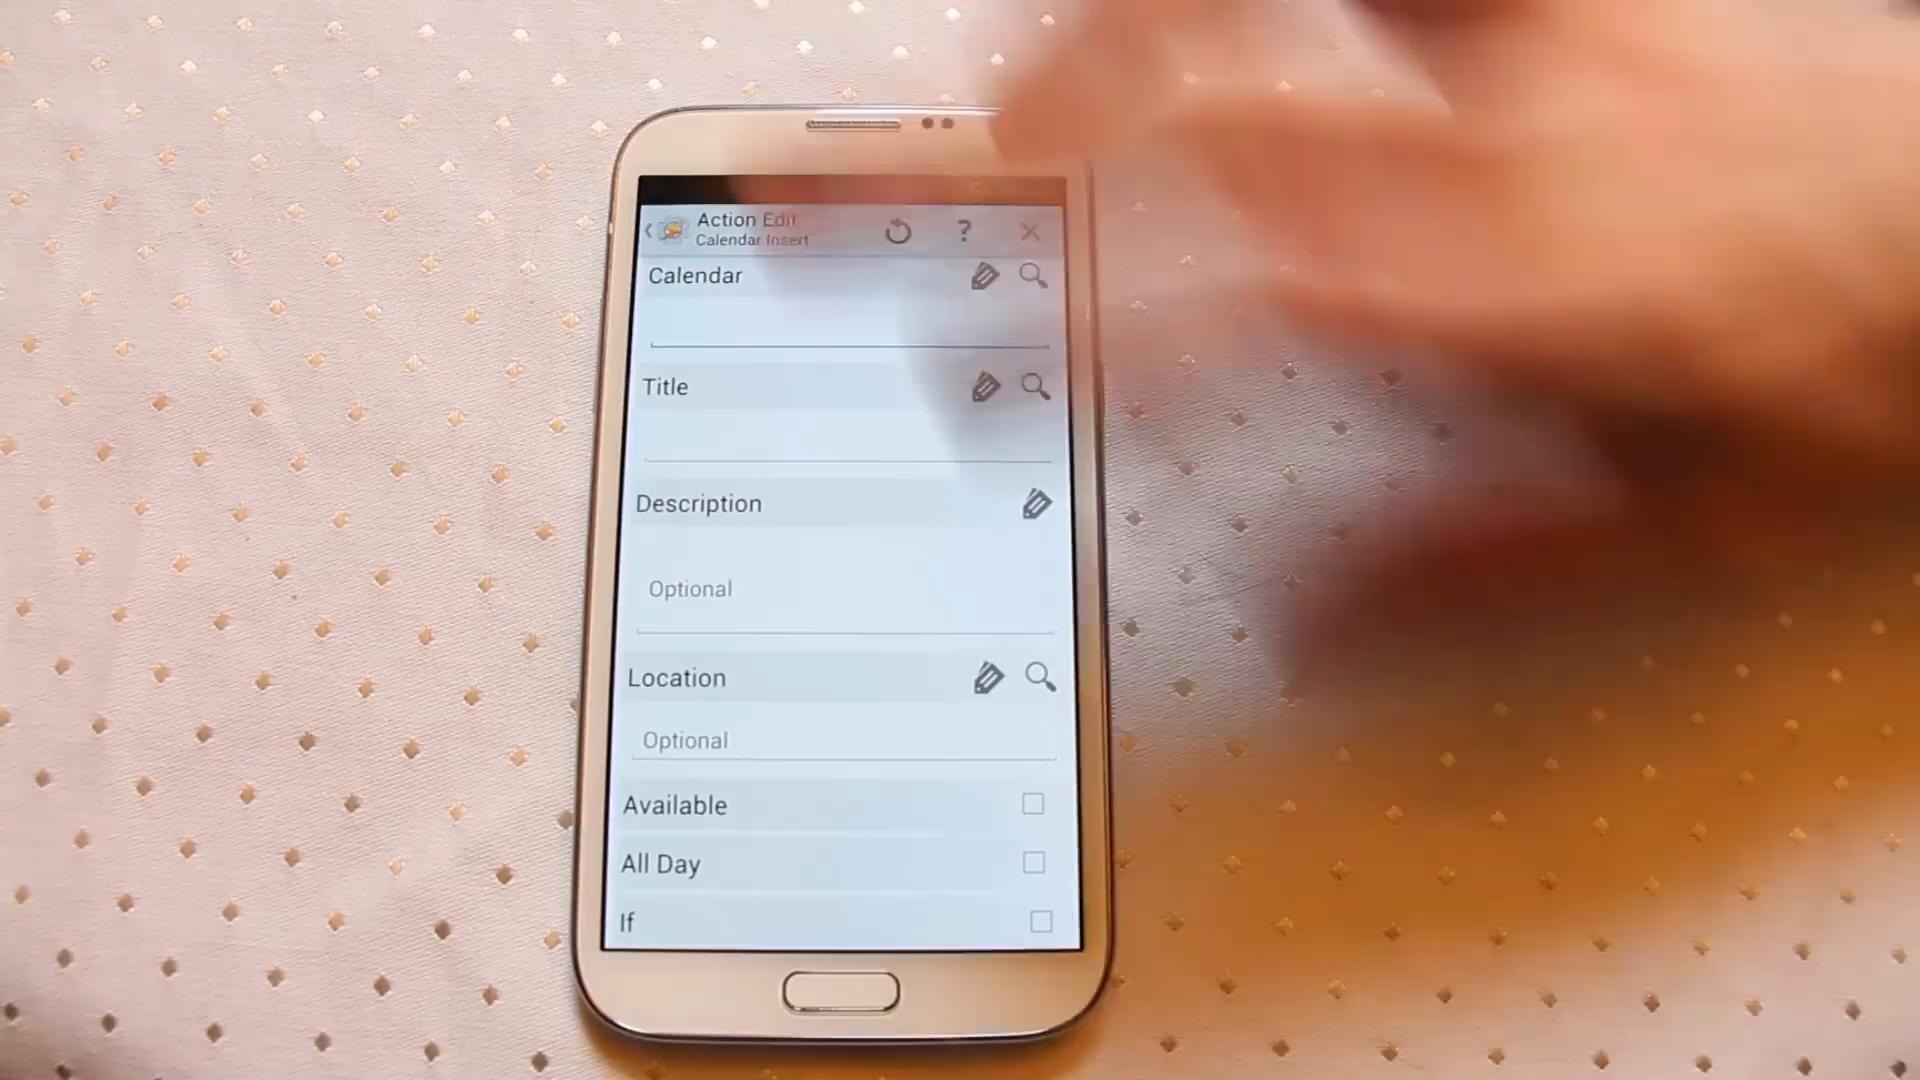 Action Edit
Calendar Insert
?
Calendar
Title
Description
Optional
Location
Optional
Available
All Day
If